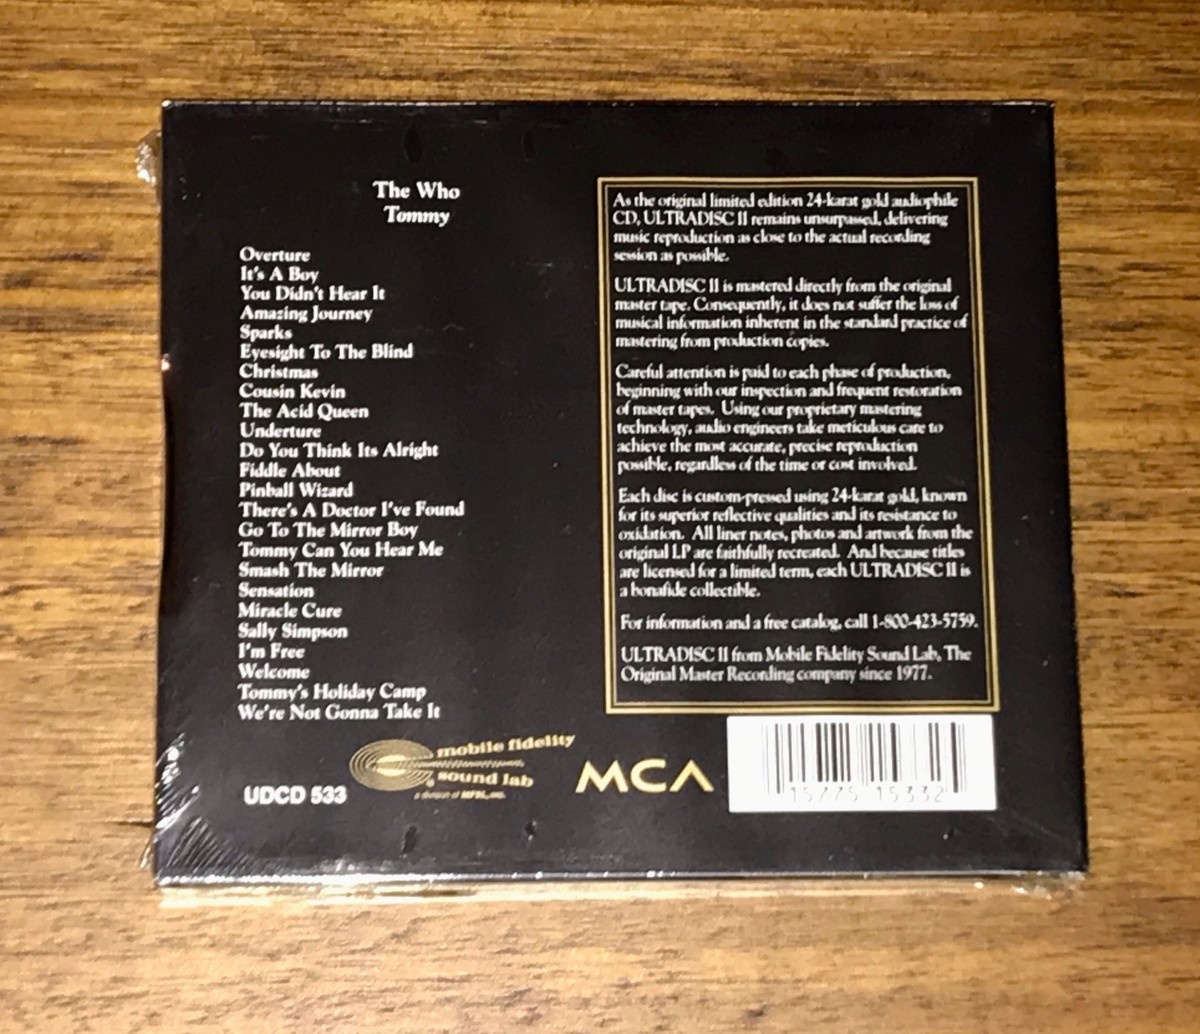 The Who
Tommy
Overture
It's A Boy
You Didn't Hear It
Amazing Journey
Sparks
Eyesight To The Blind
Christmas
Cousin Kevin
The Acid Queen
Underture
Do You Think Its Alright
Fiddle About
Pinball Wizard
There's A Doctor I've Found
Go To The Mirror Boy
Tommy Can You Hear Me
Smash The Mirror
Sensation
Miracle Cure
Sally Simpson
I'm Free
Welcome
Tommy's Holiday Camp
We're Not Gonna Take It
As the original limited edition 24-karat gold audiophile
CD, ULTRADISC II remains unsurpassed, delivering
music reproduction as close to the actual recording
session as possible.
ULTRADISC II is mastered directly from the original
master tape. Consequently, it does not suffer the loss of
musical information inherent in the standard practice of
mastering from production copies.
Careful attention is paid to each phase of production,
beginning with our inspection and frequent restoration
of master tapes. Using our proprietary mastering
technology, audio engineers take meticulous care to
achieve the most accurate, precise reproduction
possible, regardless of the time or cost involved.
Each disc is custom-pressed using 24-karat gold, known
for its superior reflective qualities and its resistance to
oxidation. All liner notes, photos and artwork from the
original LP are faithfully recreated. And because titles
are licensed for a limited term, each ULTRADISC II is
a bonafide collectible.
For information and a free catalog, call 1-800-423-5759.
ULTRADISC II from Mobile Fidelity Sound Lab, The
Original Master Recording company since 1977.
UDCD 533
mobile fidelity
sound lab
a division of MFSL, inc.
MCA
15775 15332